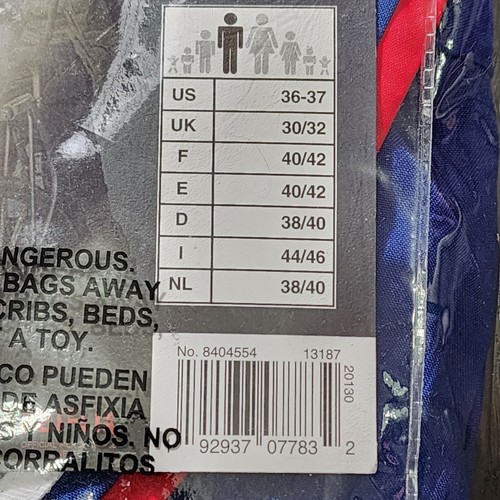 US 36-37
UK 30/32
F 40/42
E 40/42
D 38/40
I 44/46
NL 38/40
NGEROUS.
BAGS AWAY
CRIBS, BEDS,
A TOY.
CO PUEDEN
DE ASFIXIA
S Y NIÑOS. NO
CORRALITOS.
No. 8404554 13187
20130
92937 07783 2